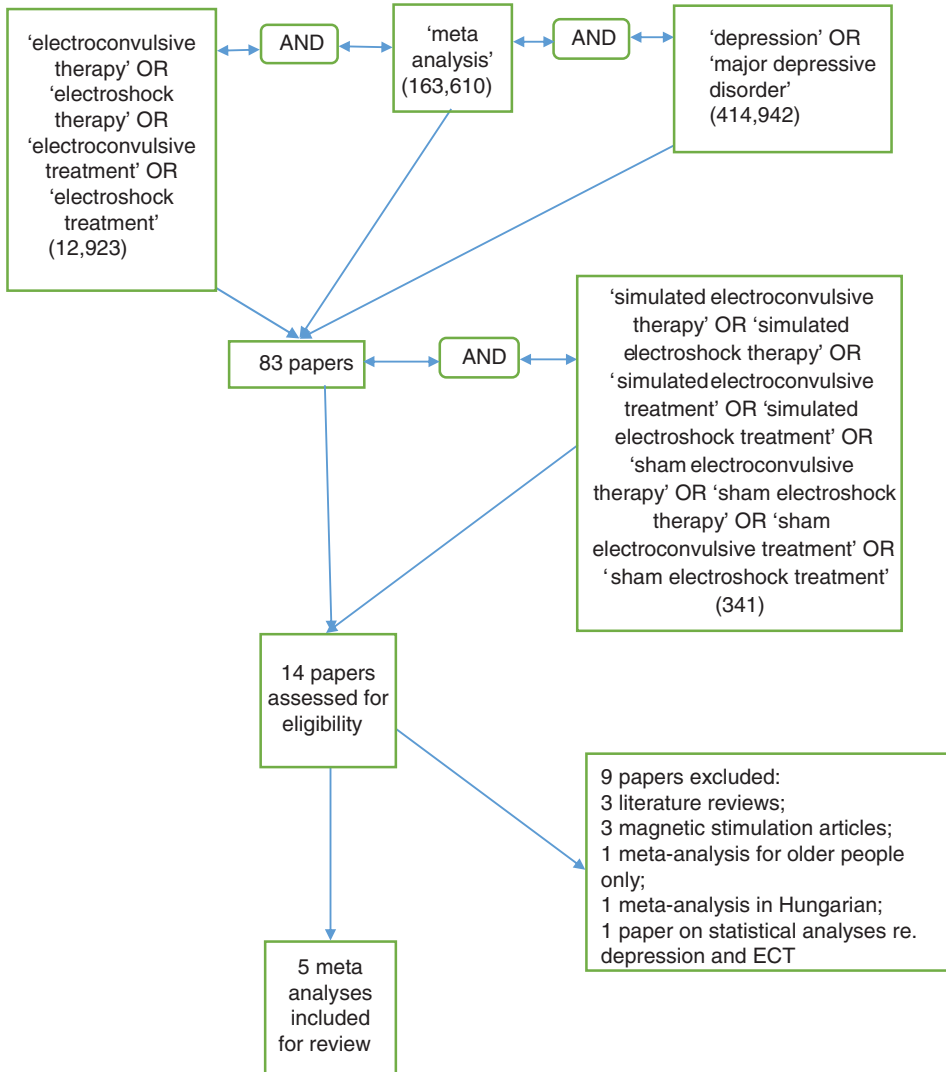 'electroconvulsive
therapy' OR
'electroshock
therapy' OR
'electroconvulsive
treatment' OR
'electroshock
treatment'
(12,923)
AND
'meta
analysis'
(163,610)
AND
'depression' OR
'major depressive
disorder'
(414,942)
83 papers
AND
'simulated electroconvulsive
therapy' OR 'simulated
electroshock therapy' OR
'simulated electroconvulsive
treatment' OR 'simulated
electroshock treatment' OR
'sham electroconvulsive
therapy' OR 'sham electroshock
therapy' OR 'sham
electroconvulsive treatment' OR
'sham electroshock treatment'
(341)
14 papers
assessed for
eligibility
9 papers excluded:
3 literature reviews;
3 magnetic stimulation articles;
1 meta-analysis for older people
only;
1 meta-analysis in Hungarian;
1 paper on statistical analyses re.
depression and ECT
5 meta
analyses
included
for review